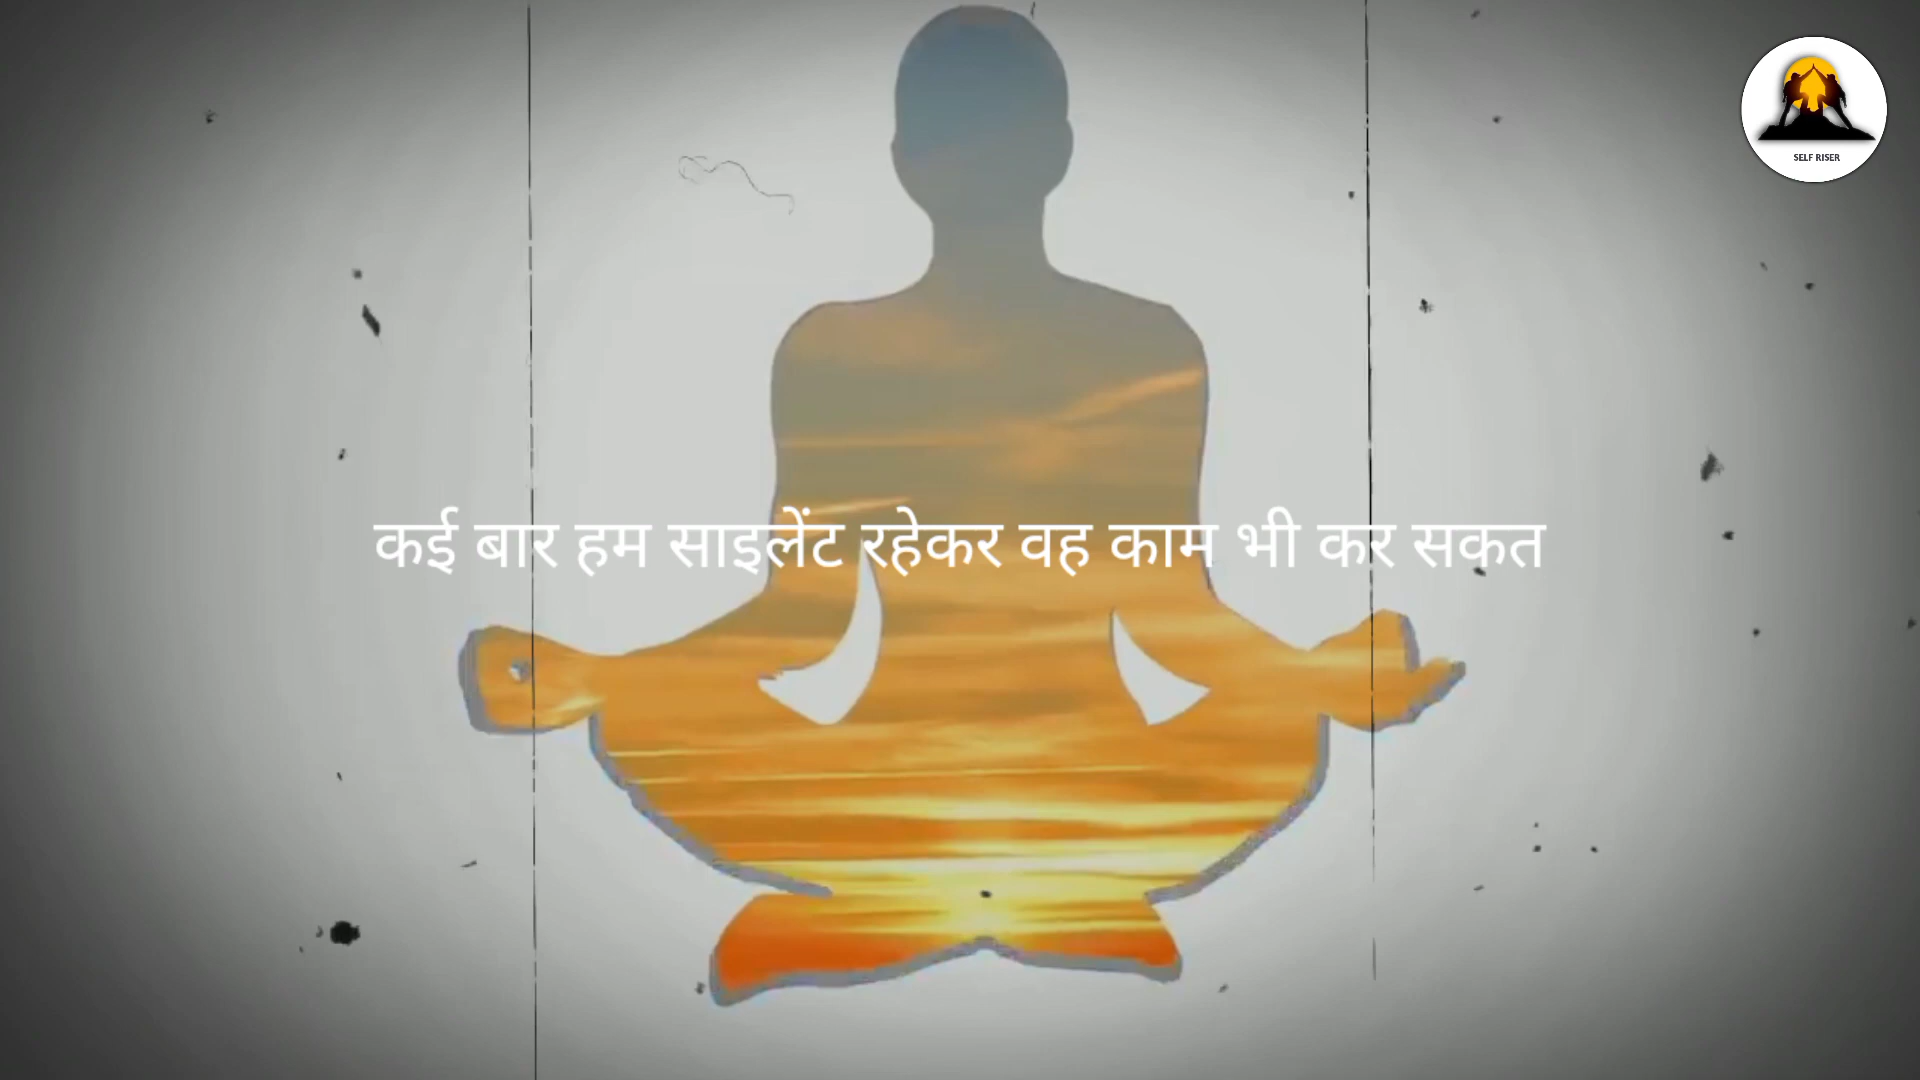 SELF RISER
कई बार हम साइलेंट रहेकर वह काम भी कर सकत